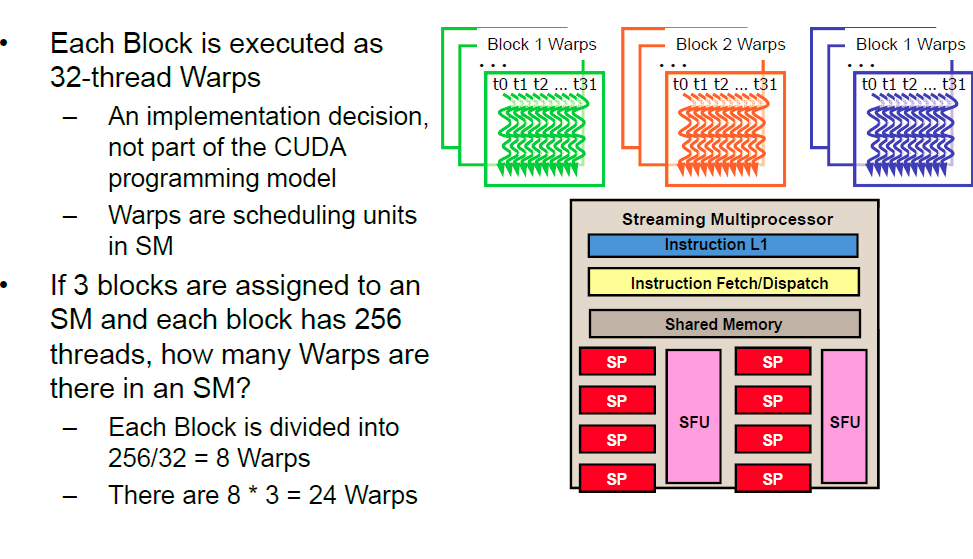 • Each Block is executed as
32-thread Warps
– An implementation decision,
not part of the CUDA
programming model
– Warps are scheduling units
in SM
• If 3 blocks are assigned to an
SM and each block has 256
threads, how many Warps are
there in an SM?
– Each Block is divided into
256/32 = 8 Warps
– There are 8 * 3 = 24 Warps
Block 1 Warps
...
t0 t1 t2 ... t31
Block 2 Warps
...
t0 t1 t2 ... t31
Block 1 Warps
...
t0 t1 t2 ... t31
Streaming Multiprocessor
Instruction L1
Instruction Fetch/Dispatch
Shared Memory
SP
SP
SP
SP
SFU
SP
SP
SP
SP
SFU